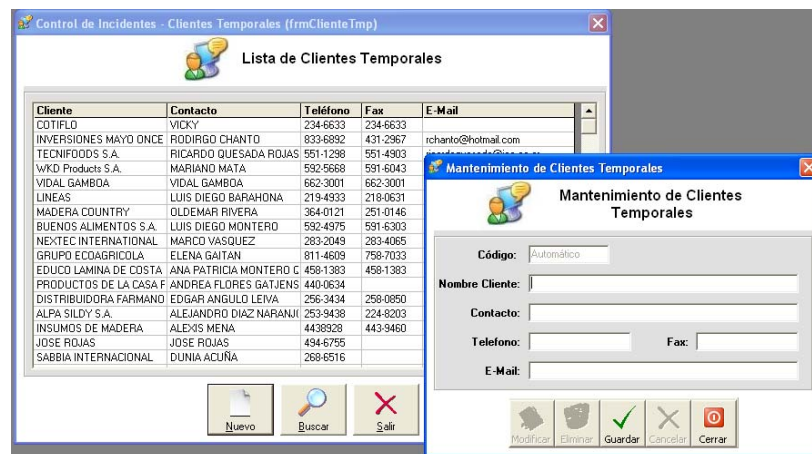 Control de Incidentes - Clientes Temporales (frmClienteTmp)
Lista de Clientes Temporales
Cliente Contacto Teléfono Fax E-Mail
COTIFLO VICKY 234-6633 234-6633
INVERSIONES MAYO ONCE RODIRGO CHANTO 833-6892 431-2967 rchanto@hotmail.com
TECNIFOODS S.A. RICARDO QUESADA ROJAS 551-1298 551-4903
WKD Products S.A. MARIANO MATA 592-5668 591-6043
VIDAL GAMBOA VIDAL GAMBOA 662-3001 662-3001
LINEAS LUIS DIEGO BARAHONA 219-4933 218-0631
MADERA COUNTRY OLDEMAR RIVERA 364-0121 251-0146
BUENOS ALIMENTOS S.A. LUIS DIEGO MONTERO 592-4975 591-6303
NEXTEC INTERNATIONAL MARCO VASQUEZ 283-2049 283-4065
GRUPO ECOAGRICOLA ELENA GAITAN 811-4609 758-7033
EDUCO LAMINA DE COSTA ANA PATRICIA MONTERO 458-1383 458-1383
PRODUCTOS DE LA CASA F ANDREA FLORES GATJENS 440-0634
DISTRIBUIDORA FARMANO EDGAR ANGULO LEIVA 256-3434 258-0850
ALPA SILDY S.A. ALEJANDRO DIAZ NARANJ 253-9438 224-8203
INSUMOS DE MADERA ALEXIS MENA 4438928 443-9460
JOSE ROJAS JOSE ROJAS 494-6755
SABBIA INTERNACIONAL DUNIA ACUÑA 268-6516
Nuevo Buscar Salir
Mantenimiento de Clientes Temporales
Mantenimiento de Clientes
Temporales
Código: Automático
Nombre Cliente:
Contacto:
Telefono: Fax:
E-Mail:
Modificar Eliminar Guardar Cancelar Cerrar